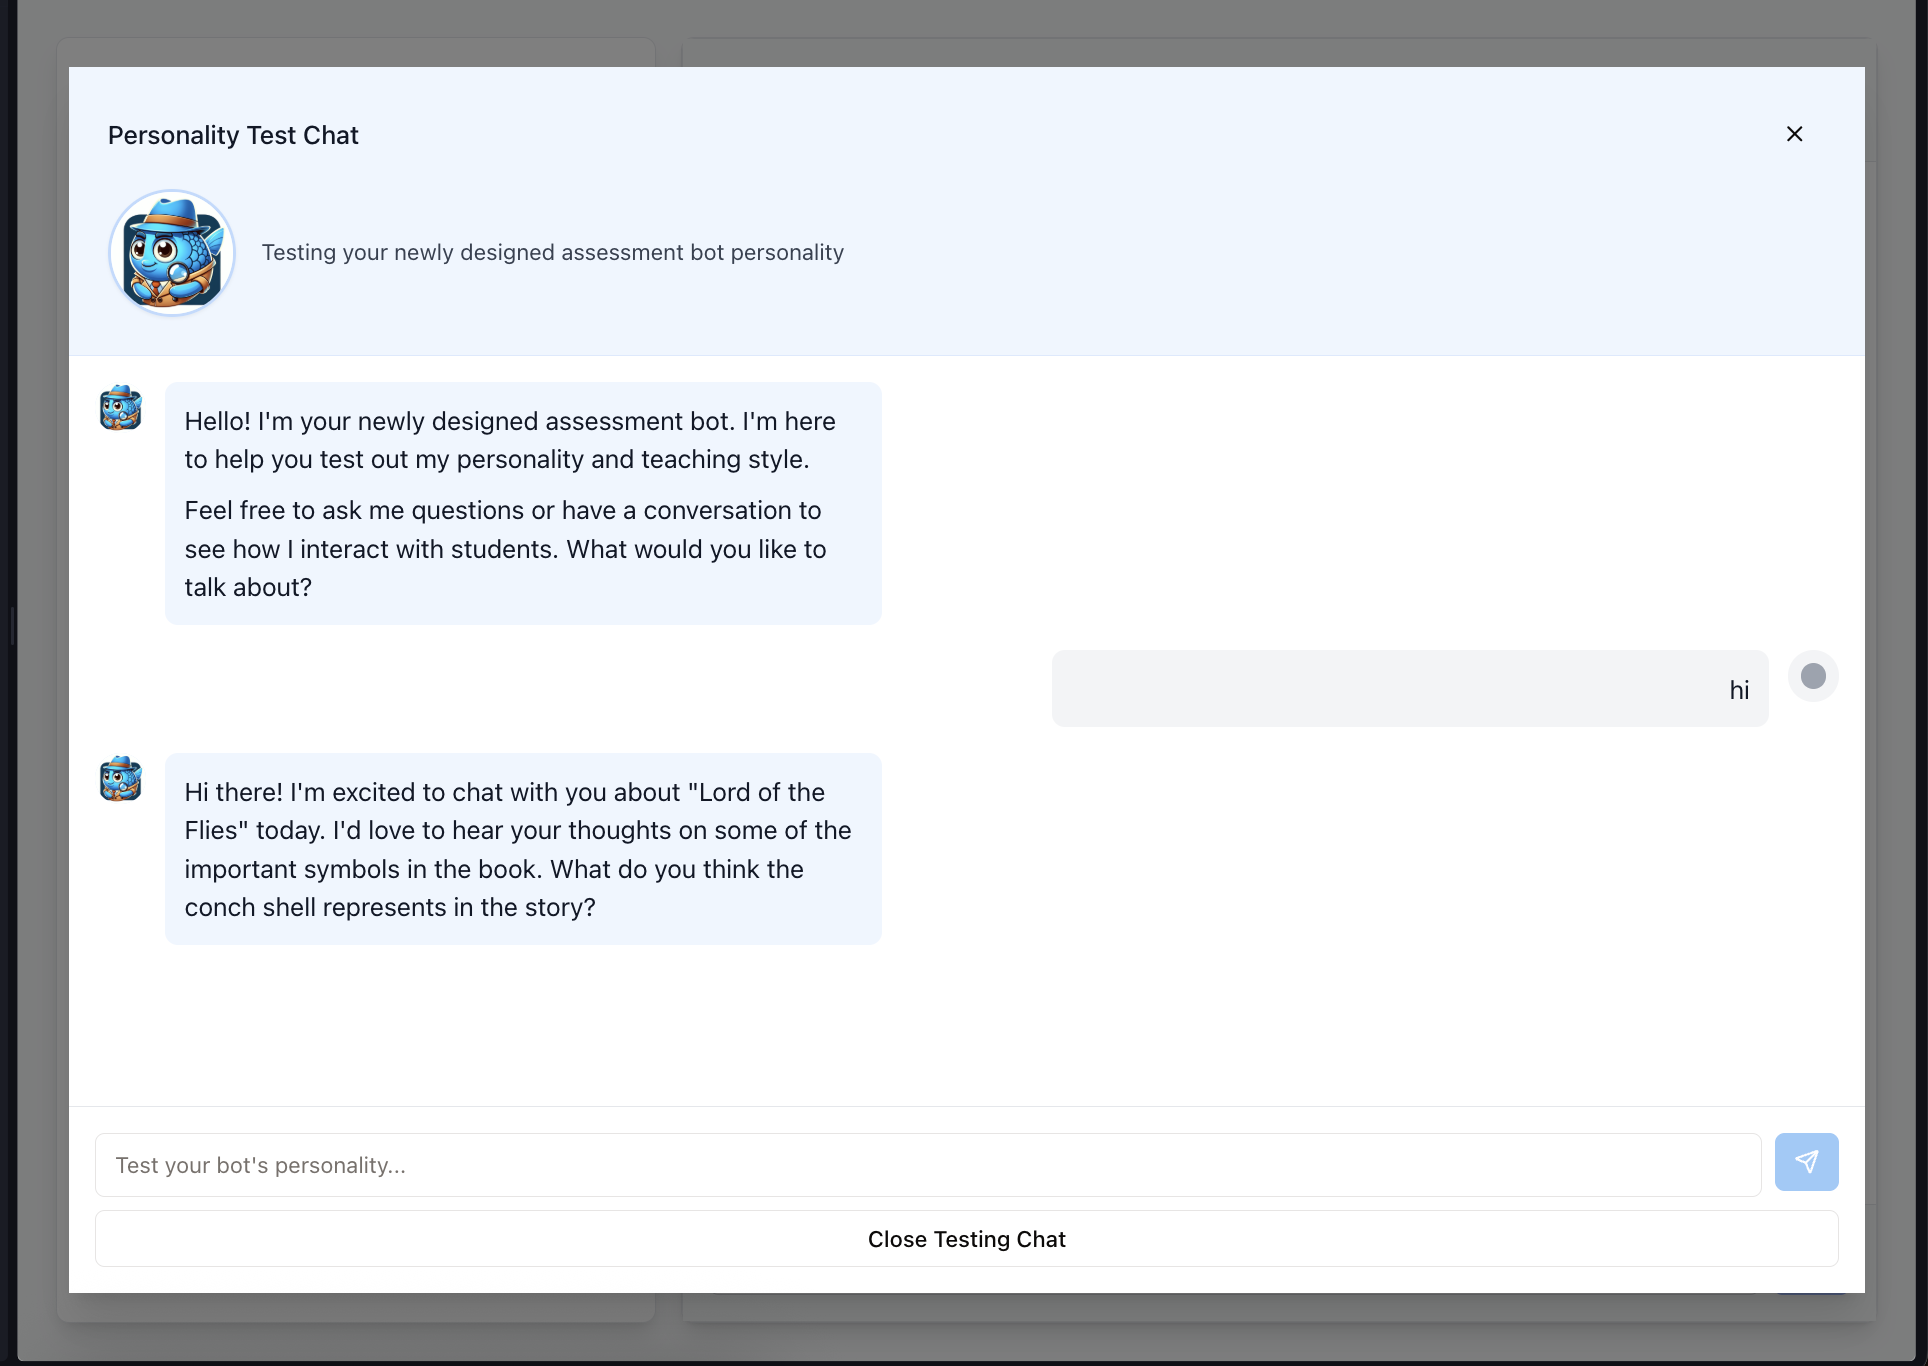 Personality Test Chat
Testing your newly designed assessment bot personality
Hello! I'm your newly designed assessment bot. I'm here
to help you test out my personality and teaching style.
Feel free to ask me questions or have a conversation to
see how I interact with students. What would you like to
talk about?
hi
Hi there! I'm excited to chat with you about "Lord of the
Flies" today. I'd love to hear your thoughts on some of the
important symbols in the book. What do you think the
conch shell represents in the story?
Test your bot's personality...
Close Testing Chat